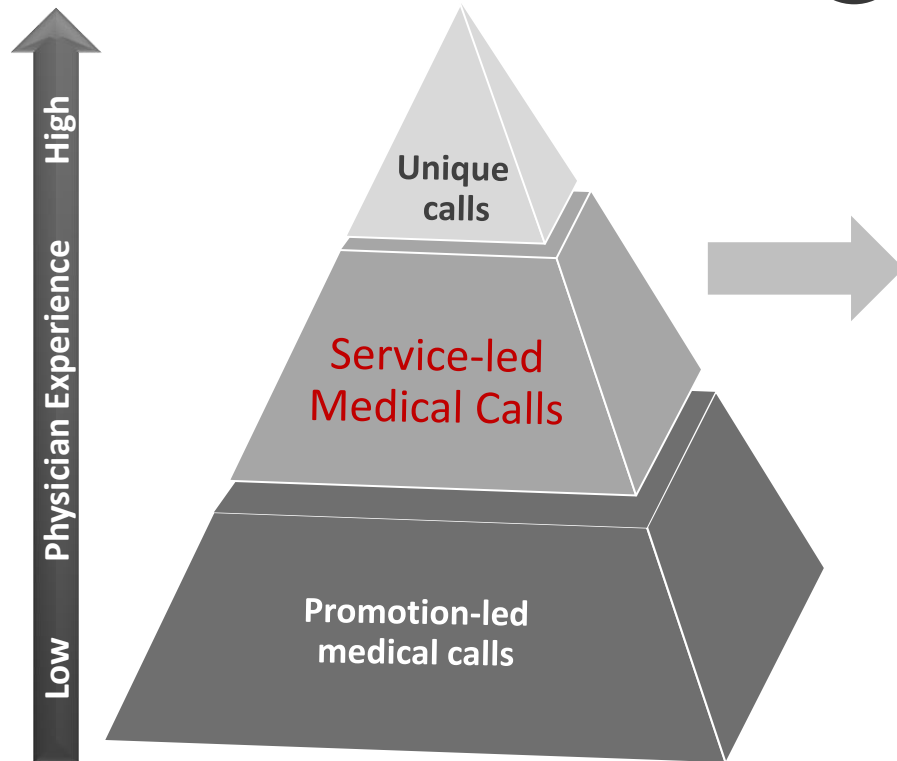 High
Physician Experience
Low
Unique
calls
Service-led
Medical Calls
Promotion-led
medical calls